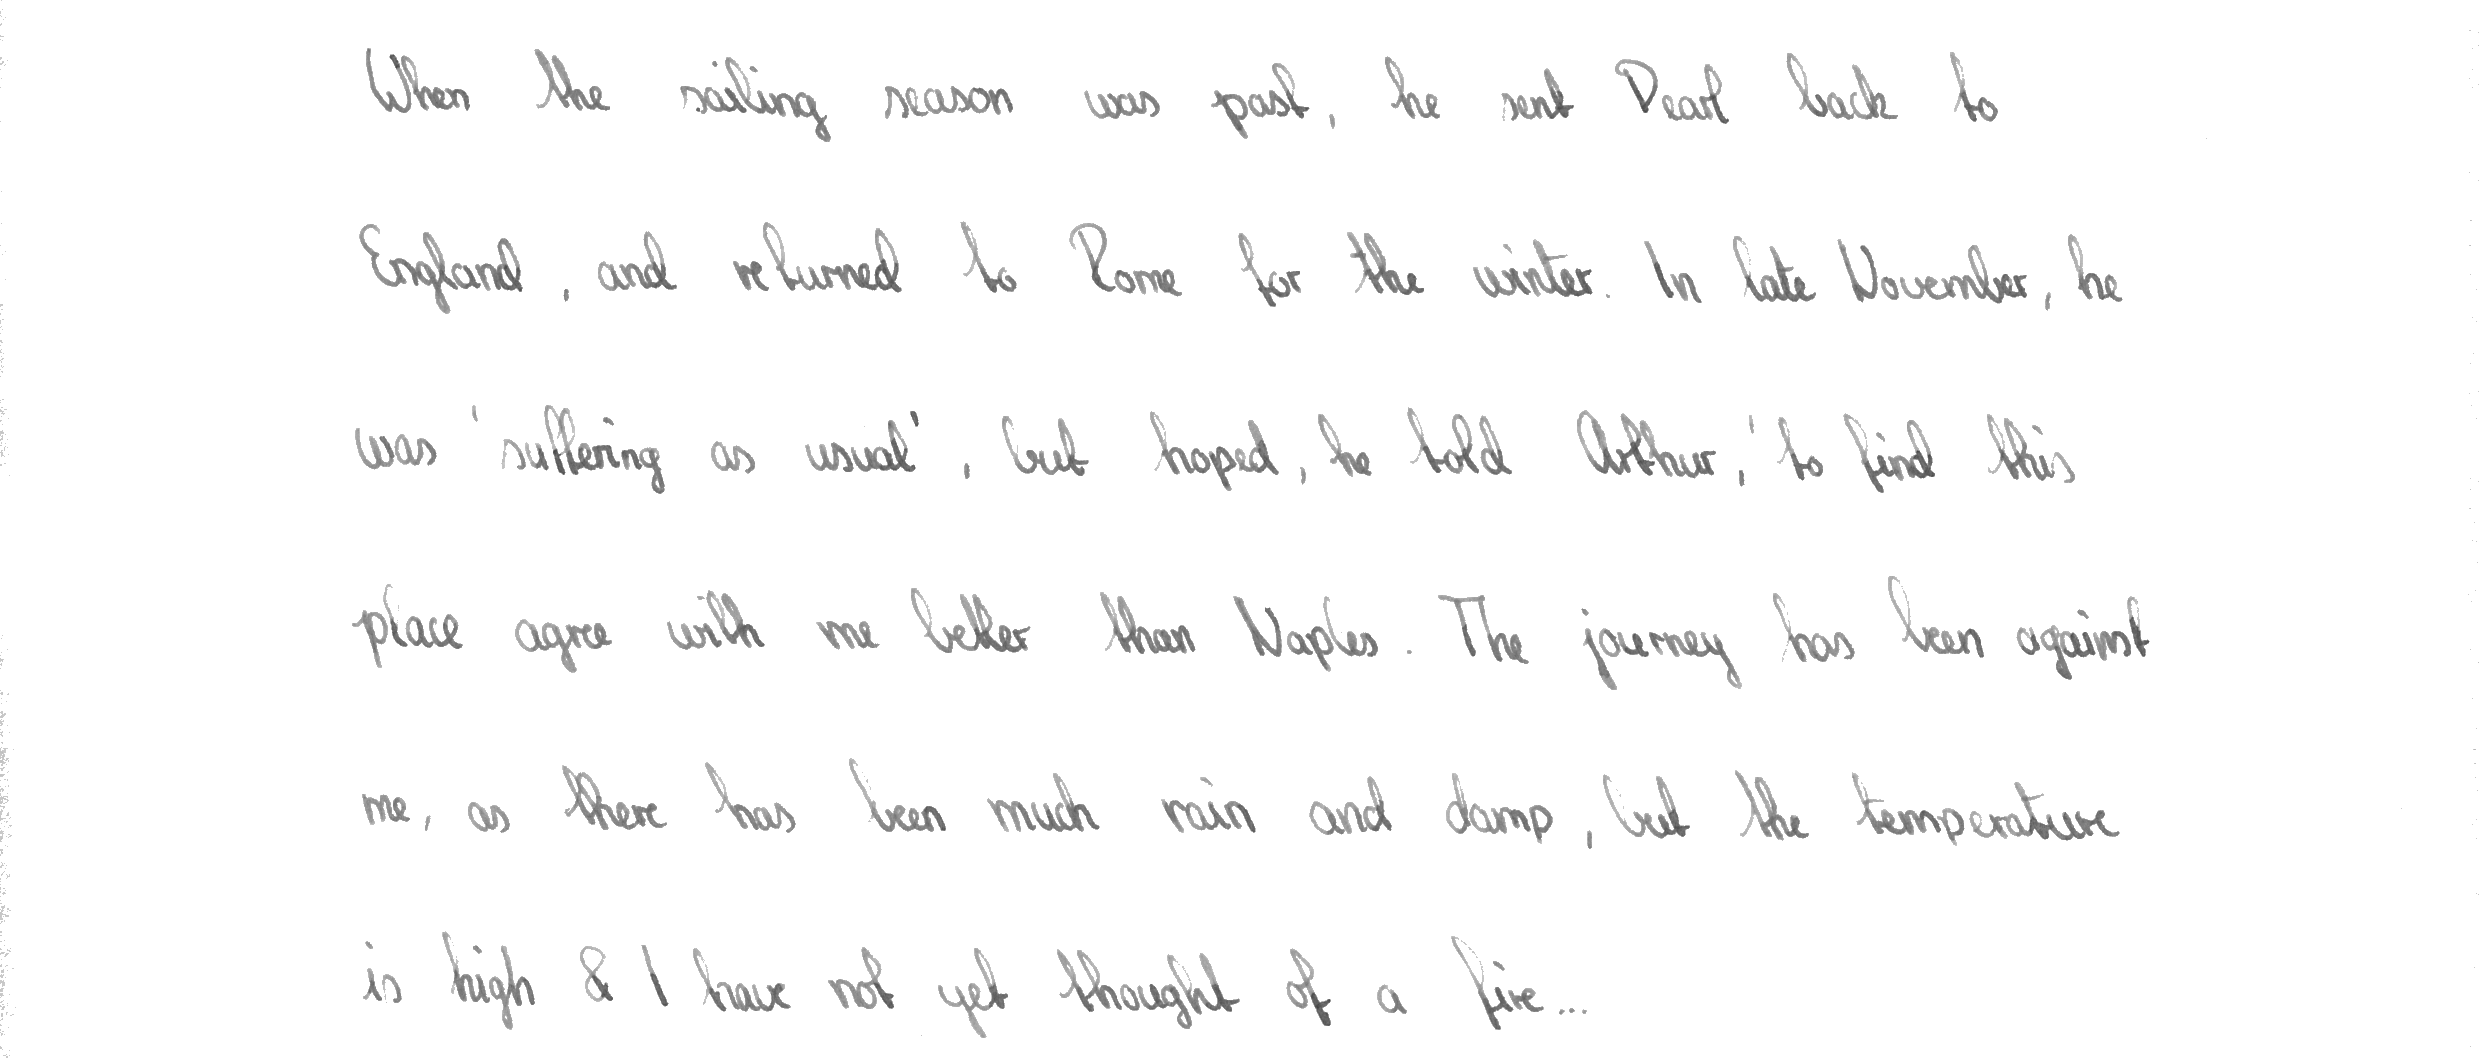 When the sailing season was past, he sent Pearl back to
England, and returned to Rome for the winter. In late November, he
was 'suffering as usual', but hoped, he told Arthur, 'to find this
place agree with me better than Naples. The journey has been against
me, as there has been much rain and damp, but the temperature
is high & I have not yet thought of a fire...